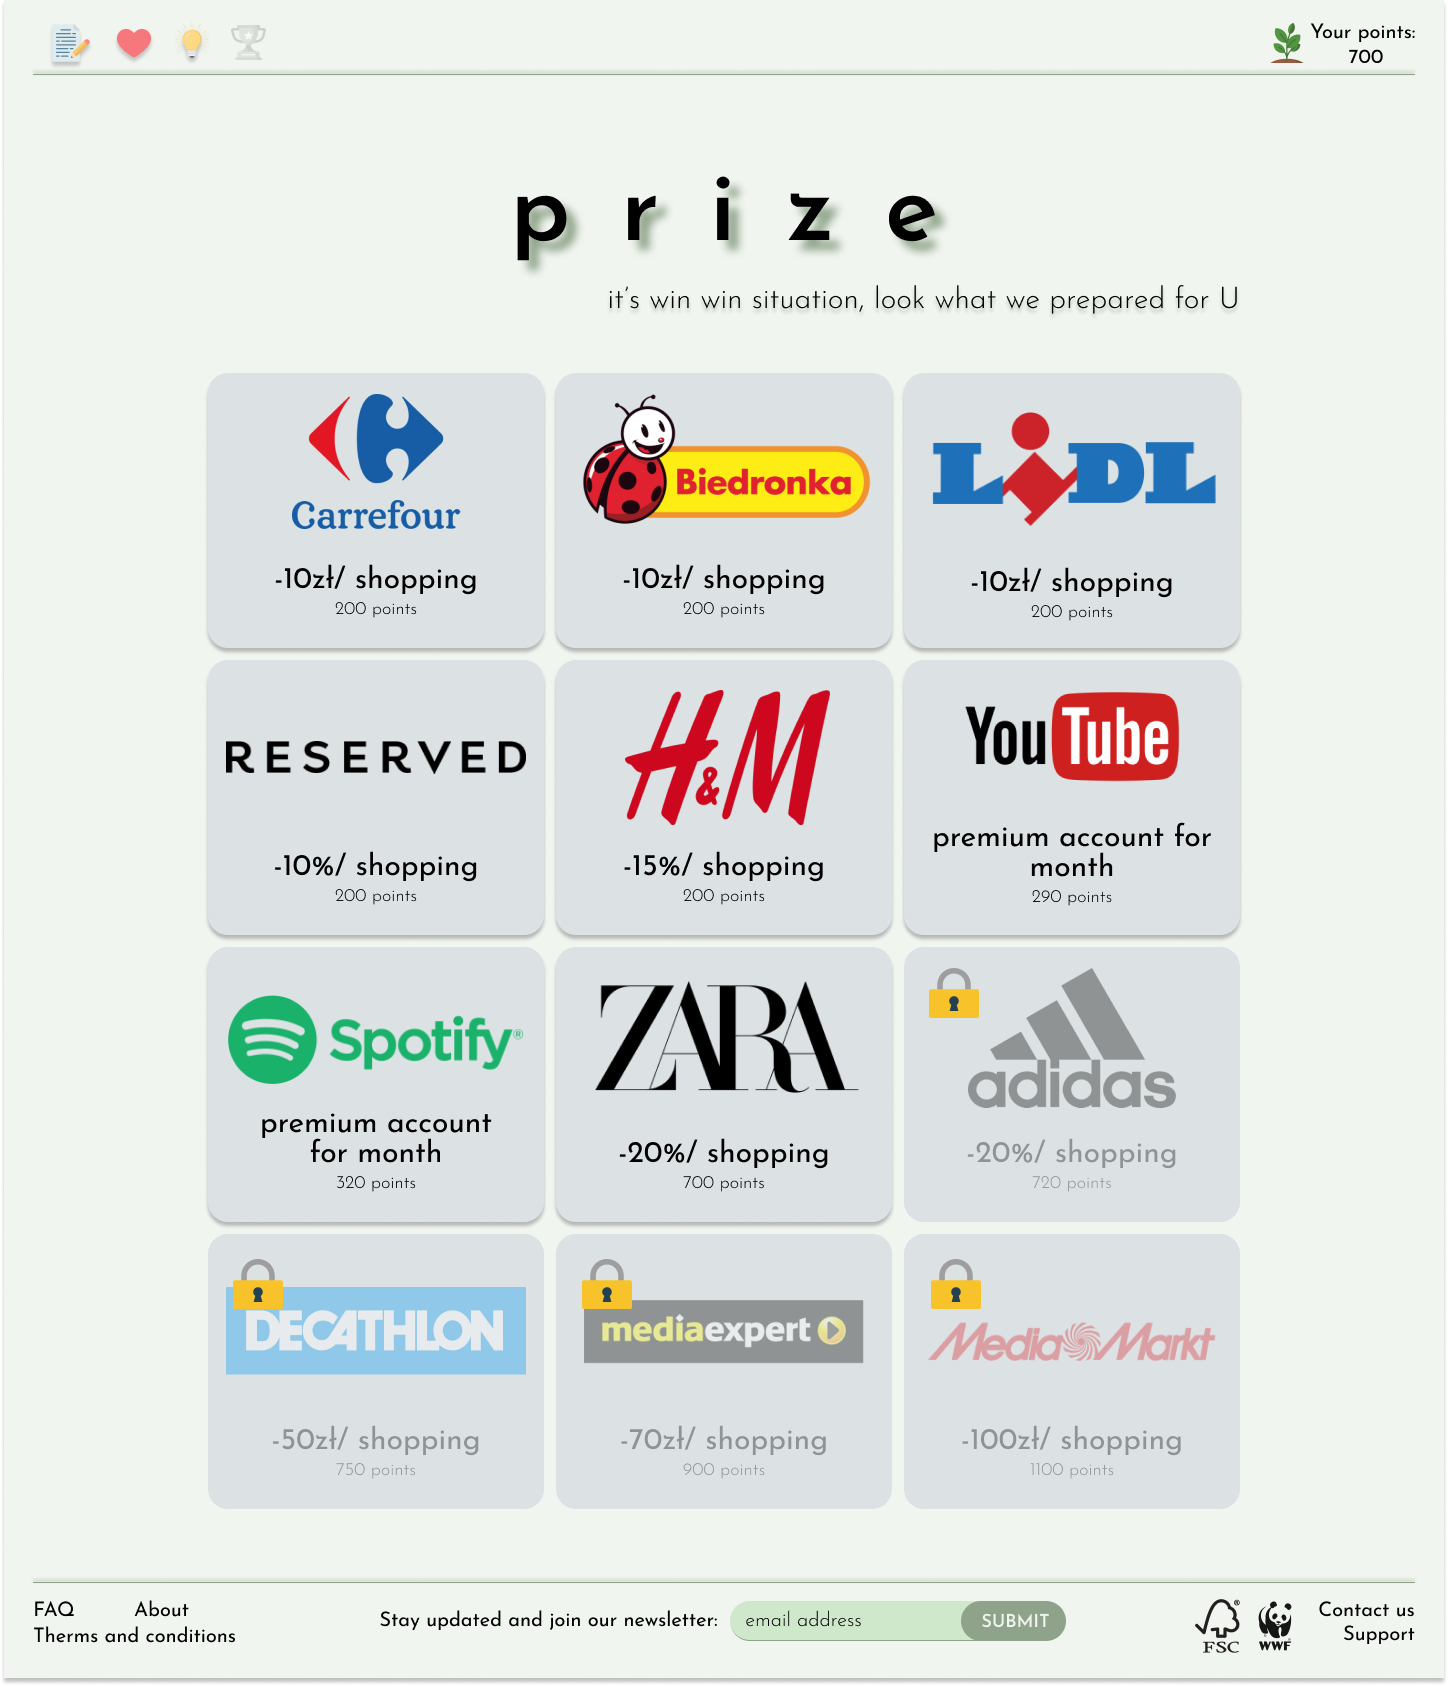 Your points:
700
prize
it's win win situation, look what we prepared for U
Carrefour
-10zł/ shopping
200 points
Biedronka
-10zł/ shopping
200 points
LIDL
-10zł/ shopping
200 points
RESERVED
-10%/ shopping
200 points
H&M
-15%/ shopping
200 points
YouTube
premium account for
month
290 points
Spotify®
premium account
for month
320 points
ZARA
-20%/ shopping
700 points
adidas
-20%/ shopping
720 points
DECATHLON
-50zł/ shopping
750 points
mediaexpert
-70zł/ shopping
900 points
Media Markt
-100zł/ shopping
1100 points
FAQ About
Therms and conditions
Stay updated and join our newsletter:
email address
SUBMIT
FSC
WWF
Contact us
Support